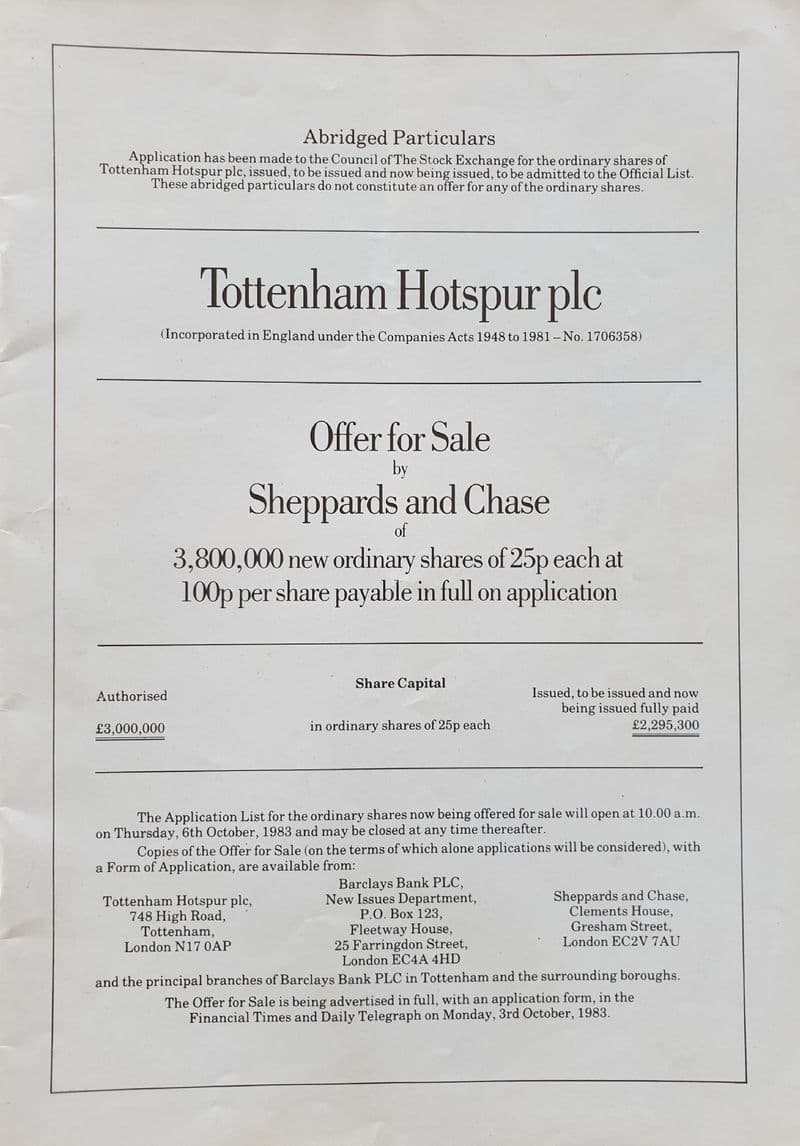 Abridged Particulars
Application has been made to the Council of The Stock Exchange for the ordinary shares of
Tottenham Hotspur plc, issued, to be issued and now being issued, to be admitted to the Official List.
These abridged particulars do not constitute an offer for any of the ordinary shares.
Tottenham Hotspur plc
(Incorporated in England under the Companies Acts 1948 to 1981 – No. 1706358)
Offer for Sale
by
Sheppards and Chase
of
3,800,000 new ordinary shares of 25p each at
100p per share payable in full on application
Share Capital
Authorised
Issued, to be issued and now
being issued fully paid
£3,000,000
in ordinary shares of 25p each
£2,295,300
The Application List for the ordinary shares now being offered for sale will open at 10.00 a.m.
on Thursday, 6th October, 1983 and may be closed at any time thereafter.
Copies of the Offer for Sale (on the terms of which alone applications will be considered), with
a Form of Application, are available from:
Tottenham Hotspur plc,
748 High Road,
Tottenham,
London N17 0AP
Barclays Bank PLC,
New Issues Department,
P.O. Box 123,
Fleetway House,
25 Farringdon Street,
London EC4A 4HD
Sheppards and Chase,
Clements House,
Gresham Street,
London EC2V 7AU
and the principal branches of Barclays Bank PLC in Tottenham and the surrounding boroughs.
The Offer for Sale is being advertised in full, with an application form, in the
Financial Times and Daily Telegraph on Monday, 3rd October, 1983.